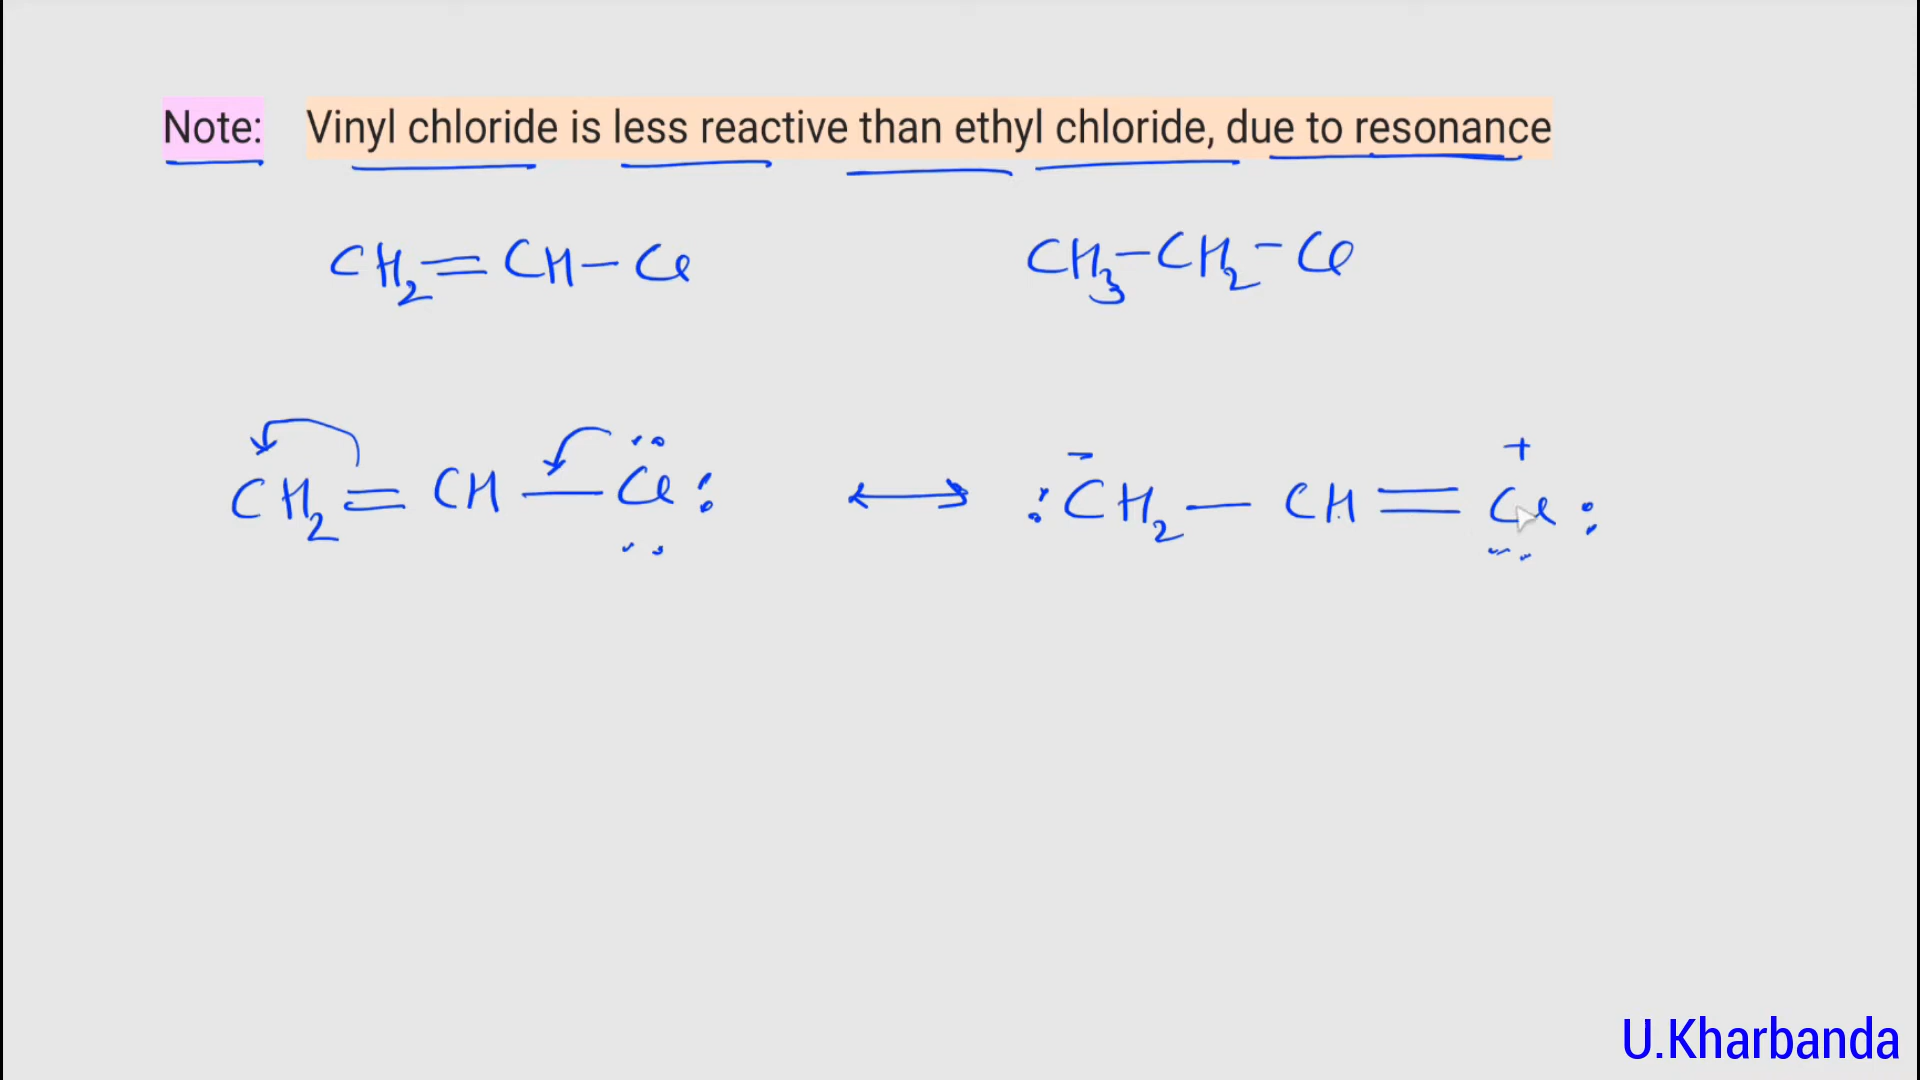 Note: Vinyl chloride is less reactive than ethyl chloride, due to resonance
CH₂=CH–Cl CH₃–CH₂–Cl
CH₂=CH—Cl: ⟷ :C̄H₂—CH=Cl⁺:
U.Kharbanda